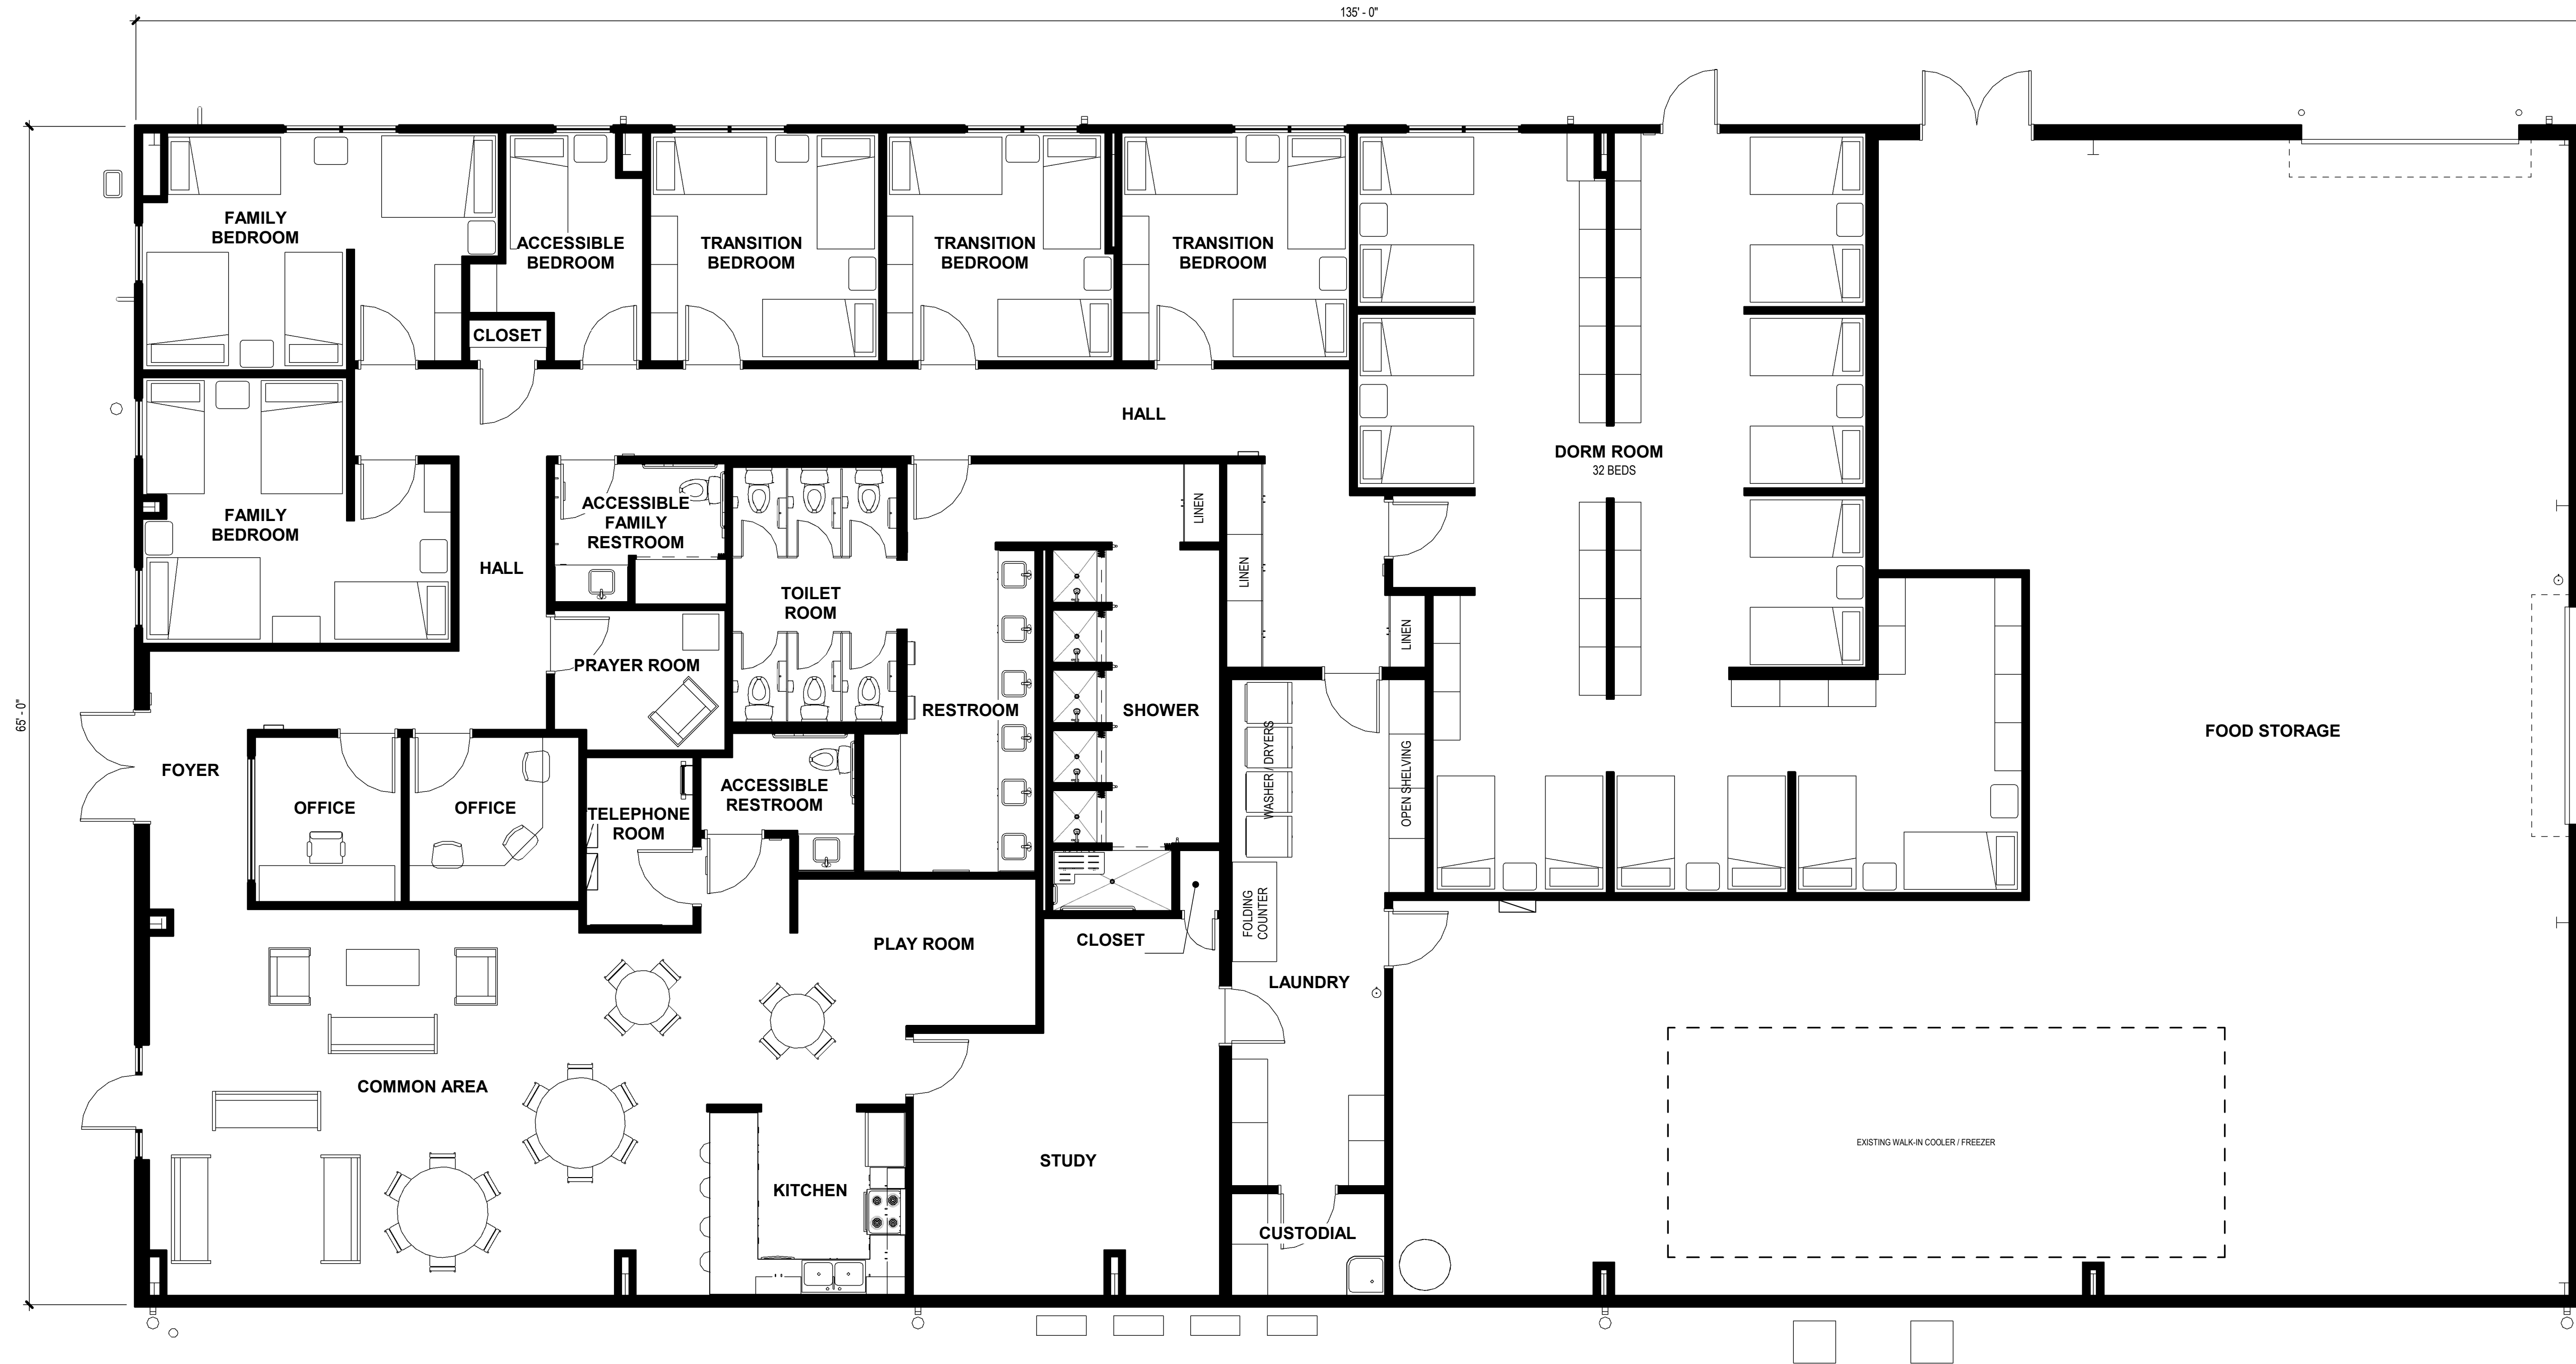 135' - 0"
65' - 0"
FAMILY
BEDROOM
ACCESSIBLE
BEDROOM
TRANSITION
BEDROOM
TRANSITION
BEDROOM
TRANSITION
BEDROOM
CLOSET
HALL
DORM ROOM
32 BEDS
FAMILY
BEDROOM
HALL
ACCESSIBLE
FAMILY
RESTROOM
TOILET
ROOM
LINEN
LINEN
LINEN
PRAYER ROOM
RESTROOM
SHOWER
WASHER / DRYERS
OPEN SHELVING
FOOD STORAGE
FOYER
OFFICE
OFFICE
TELEPHONE
ROOM
ACCESSIBLE
RESTROOM
FOLDING
COUNTER
PLAY ROOM
CLOSET
LAUNDRY
COMMON AREA
EXISTING WALK-IN COOLER / FREEZER
STUDY
KITCHEN
CUSTODIAL